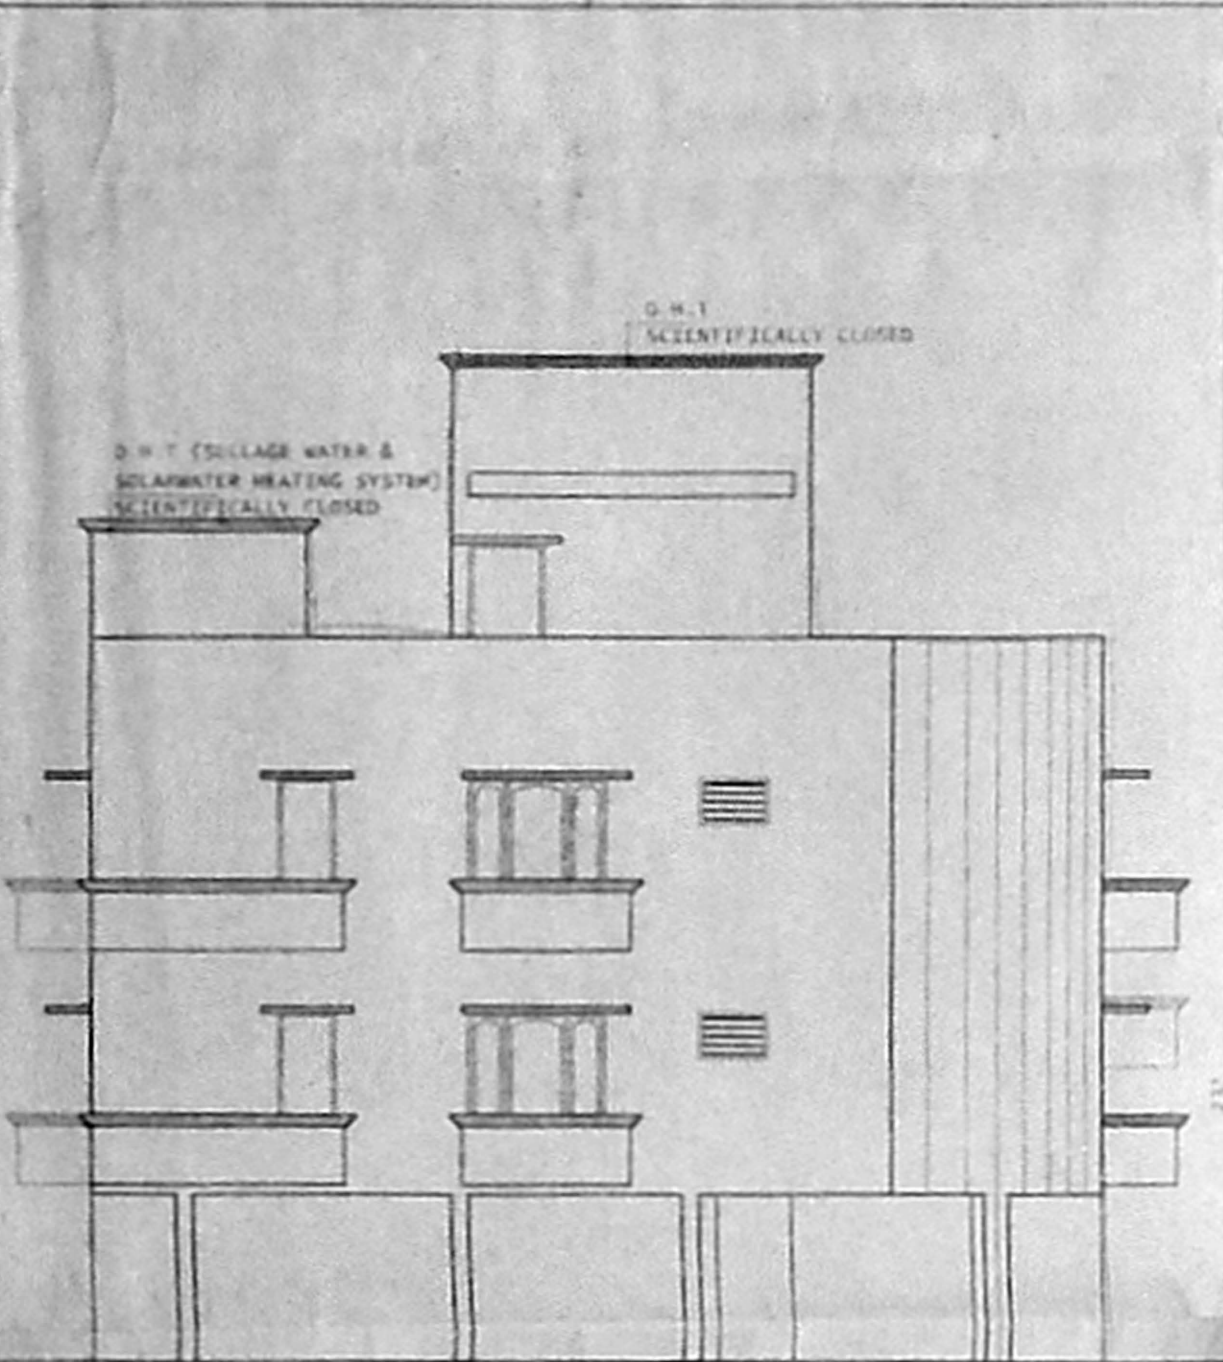 O.H.T
SCIENTIFICALLY CLOSED
O.H.T (SULLAGE WATER &
SOLARWATER HEATING SYSTEM)
SCIENTIFICALLY CLOSED